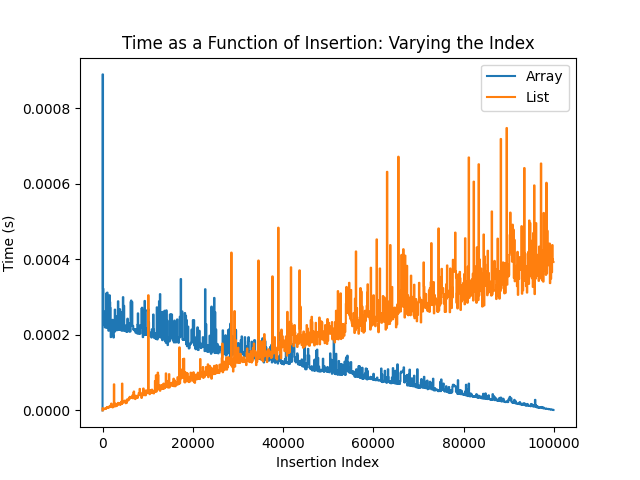 Time as a Function of Insertion: Varying the Index
Array
List
0.0008
0.0006
0.0004
0.0002
0.0000
Time (s)
0
20000
40000
60000
80000
100000
Insertion Index